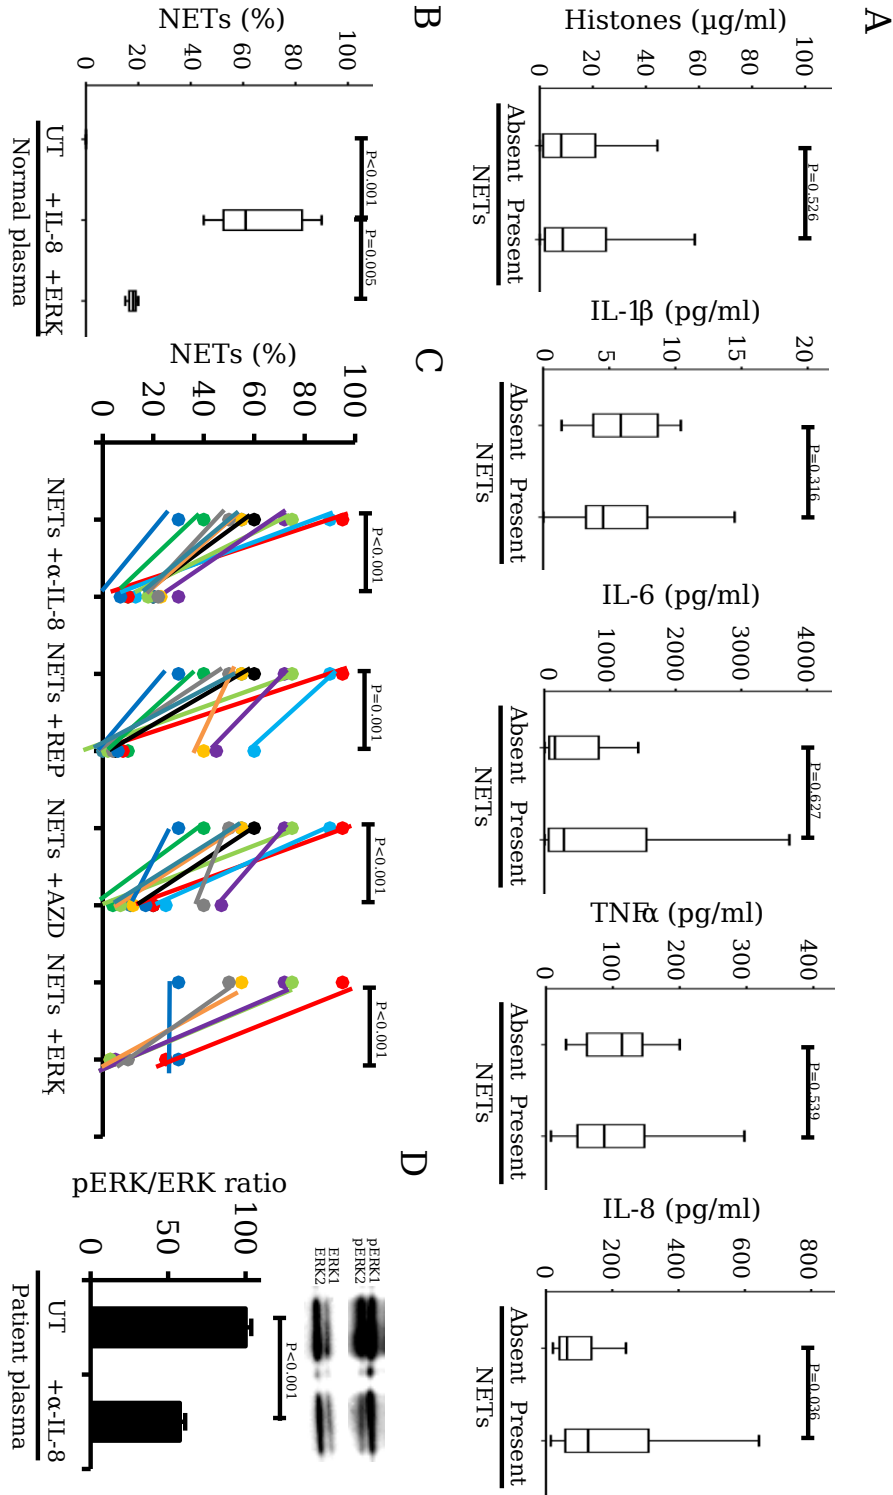 A
Histones (µg/ml)
0 20 40 60 80 100
P=0.526
Absent Present
NETs
IL-1β (pg/ml)
0 5 10 15 20
P=0.316
Absent Present
NETs
IL-6 (pg/ml)
0 1000 2000 3000 4000
P=0.627
Absent Present
NETs
TNFα (pg/ml)
0 100 200 300 400
P=0.539
Absent Present
NETs
IL-8 (pg/ml)
0 200 400 600 800
P=0.036
Absent Present
NETs
B
NETs (%)
0 20 40 60 80 100
P<0.001 P=0.005
UT +IL-8 +ERK
Normal plasma
C
NETs (%)
0 20 40 60 80 100
P<0.001 P=0.001 P<0.001 P<0.001
NETs +α-IL-8 NETs +REP NETs +AZD NETs +ERK
D
pERK1
pERK2
ERK1
ERK2
pERK/ERK ratio
0 50 100
P<0.001
UT +α-IL-8
Patient plasma